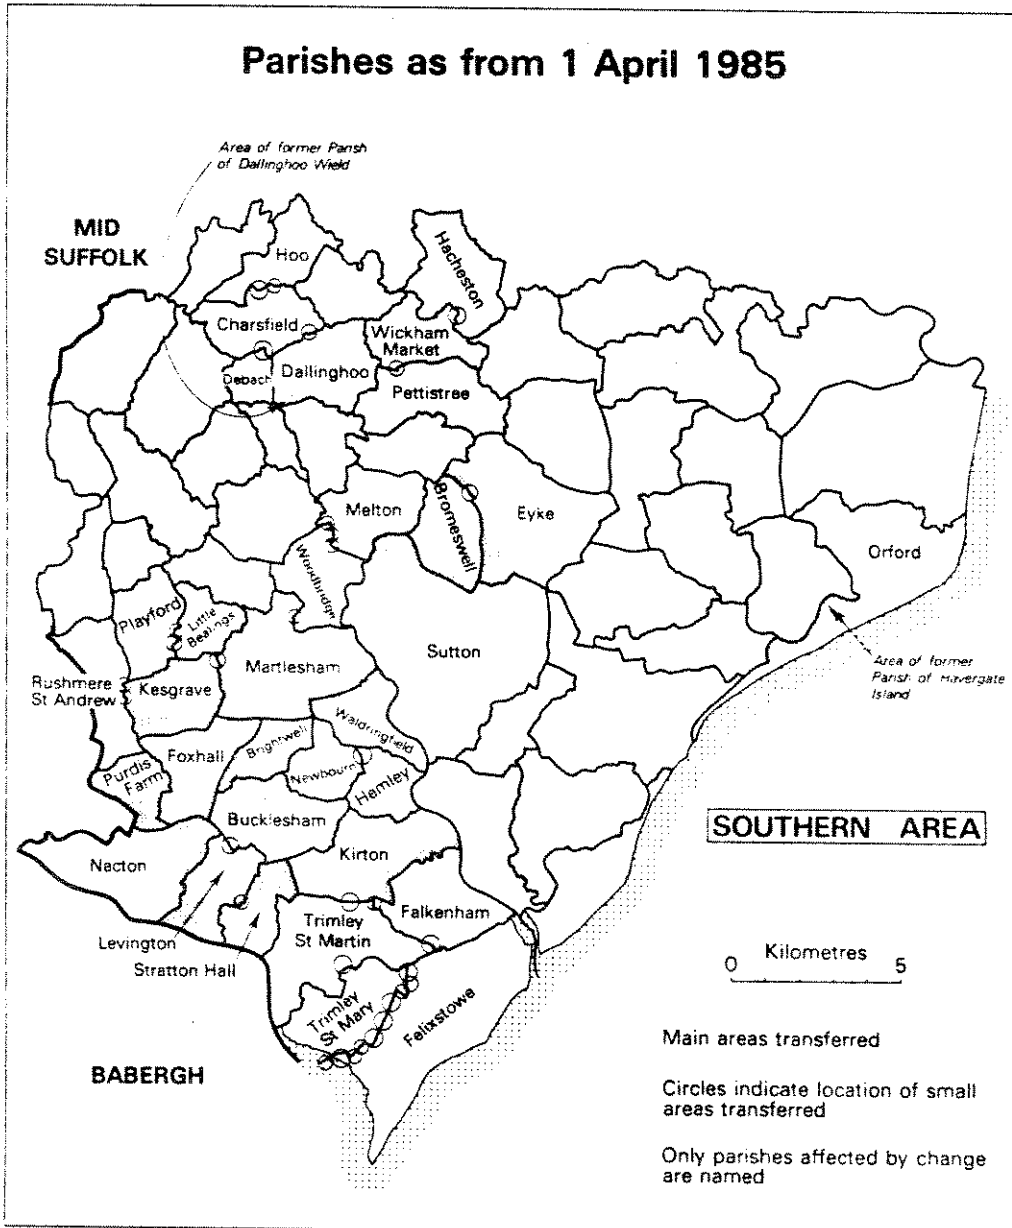 Parishes as from 1 April 1985
Area of former Parish
of Dallinghoo Wield
MID
SUFFOLK
Hoo
Hacheston
Charsfield
Wickham
Market
Debach
Dallinghoo
Pettistree
Melton
Bromeswell
Eyke
Orford
Woodbridge
Playford
Little
Bealings
Martlesham
Sutton
Area of former
Parish of Havergate
Island
Rushmere
St Andrew
Kesgrave
Waldringfield
Brightwell
Foxhall
Newbourn
Purdis
Farm
Hemley
Bucklesham
SOUTHERN AREA
Nacton
Kirton
Levington
Trimley
St Martin
Falkenham
Stratton Hall
Kilometres
0 5
Trimley
St Mary
Felixstowe
Main areas transferred
BABERGH
Circles indicate location of small
areas transferred
Only parishes affected by change
are named